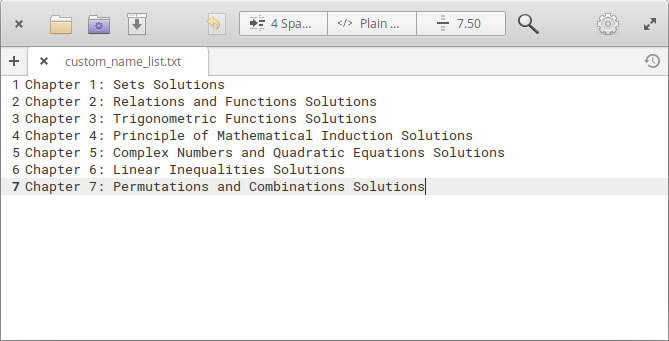 4 Spa... Plain ... 7.50
custom_name_list.txt
1 Chapter 1: Sets Solutions
2 Chapter 2: Relations and Functions Solutions
3 Chapter 3: Trigonometric Functions Solutions
4 Chapter 4: Principle of Mathematical Induction Solutions
5 Chapter 5: Complex Numbers and Quadratic Equations Solutions
6 Chapter 6: Linear Inequalities Solutions
7 Chapter 7: Permutations and Combinations Solutions